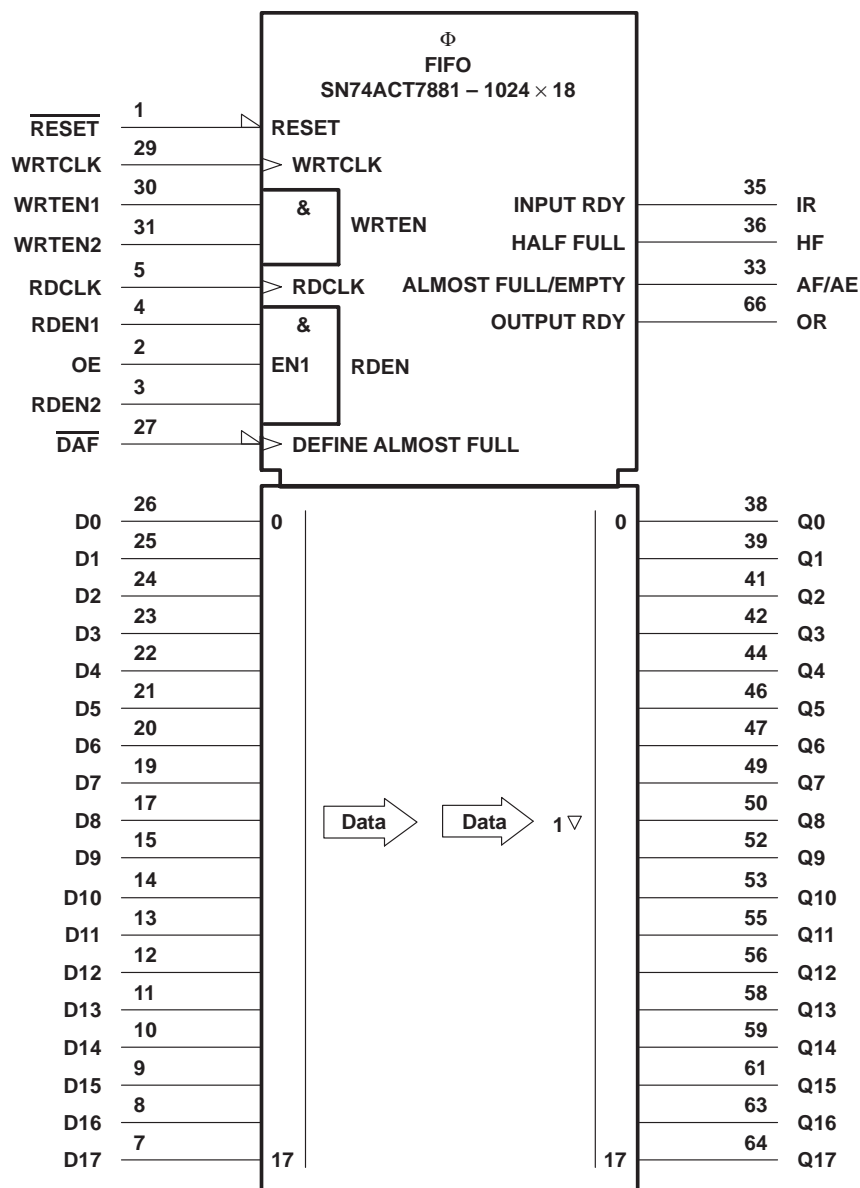 Φ
FIFO
SN74ACT7881 – 1024 × 18
RESET 1 RESET
WRTCLK 29 WRTCLK
WRTEN1 30 & INPUT RDY 35 IR
WRTEN2 31 WRTEN HALF FULL 36 HF
RDCLK 5 RDCLK ALMOST FULL/EMPTY 33 AF/AE
RDEN1 4 & OUTPUT RDY 66 OR
OE 2 EN1 RDEN
RDEN2 3
DAF 27 DEFINE ALMOST FULL
D0 26 0 0 38 Q0
D1 25 39 Q1
D2 24 41 Q2
D3 23 42 Q3
D4 22 44 Q4
D5 21 46 Q5
D6 20 47 Q6
D7 19 49 Q7
D8 17 Data Data 1 ▽ 50 Q8
D9 15 52 Q9
D10 14 53 Q10
D11 13 55 Q11
D12 12 56 Q12
D13 11 58 Q13
D14 10 59 Q14
D15 9 61 Q15
D16 8 63 Q16
D17 7 17 17 64 Q17